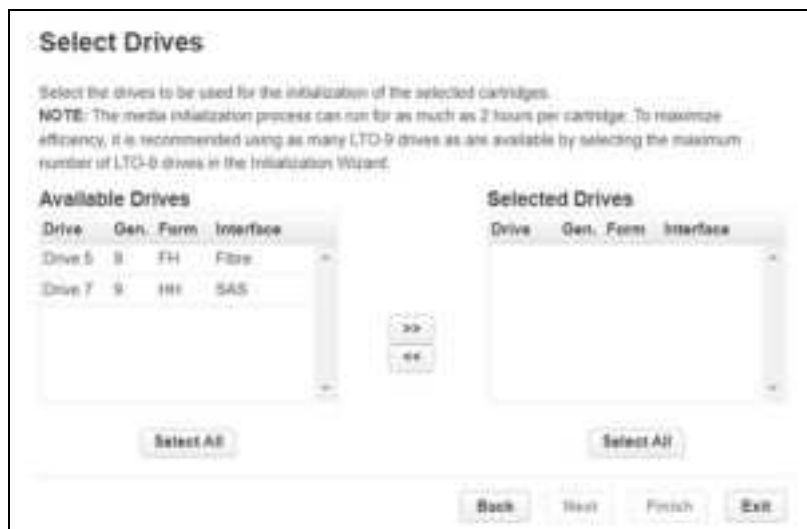 Select Drives
Select the drives to be used for the initialization of the selected cartridges.
NOTE: The media initialization process can run for as much as 2 hours per cartridge. To maximize
efficiency, it is recommended using as many LTO-9 drives as are available by selecting the maximum
number of LTO-9 drives in the Initialization Wizard.
Available Drives
Drive Gen. Form Interface
Drive 5 9 FH Fibre
Drive 7 9 HH SAS
>>
<<
Select All
Selected Drives
Drive Gen. Form Interface
Select All
Back Next Finish Exit